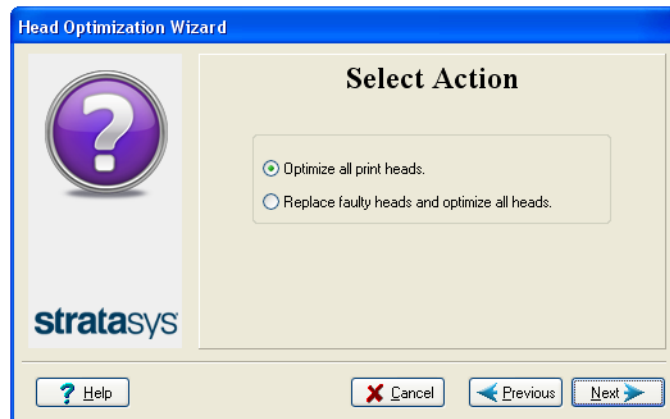 Head Optimization Wizard
Select Action
Optimize all print heads.
Replace faulty heads and optimize all heads.
stratasys
? Help
Cancel
Previous
Next